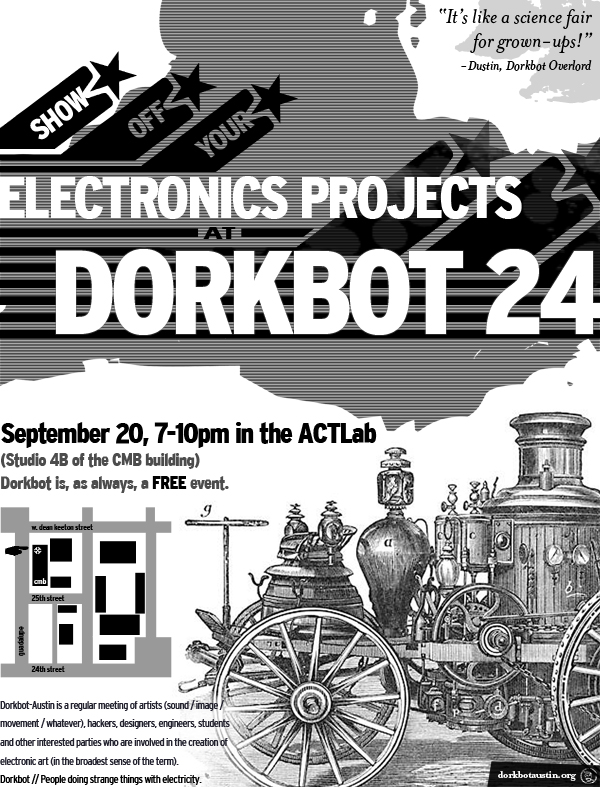 “It’s like a science fair
for grown-ups!”
-Dustin, Dorkbot Overlord
SHOW
OFF
YOUR
ELECTRONICS PROJECTS
AT
DORKBOT 24
September 20, 7-10pm in the ACTLab
(Studio 4B of the CMB building)
Dorkbot is, as always, a FREE event.
w. dean keeton street
cmb
25th street
guadalupe
24th street
g
a
b
d
Dorkbot-Austin is a regular meeting of artists (sound / image /
movement / whatever), hackers, designers, engineers, students
and other interested parties who are involved in the creation of
electronic art (in the broadest sense of the term).
Dorkbot // People doing strange things with electricity.
dorkbotaustin.org